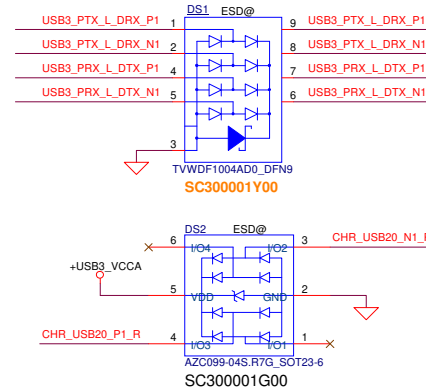 DS1 ESD@
USB3_PTX_L_DRX_P1 1 9 USB3_PTX_L_DRX_P1
USB3_PTX_L_DRX_N1 2 8 USB3_PTX_L_DRX_N1
USB3_PRX_L_DTX_P1 4 7 USB3_PRX_L_DTX_P1
USB3_PRX_L_DTX_N1 5 6 USB3_PRX_L_DTX_N1
3
TVWDF1004AD0_DFN9
SC300001Y00
DS2 ESD@
6 I/O4 I/O2 3 CHR_USB20_N1_R
+USB3_VCCA
5 VDD GND 2
CHR_USB20_P1_R 4 I/O3 I/O1 1
AZC099-04S.R7G_SOT23-6
SC300001G00